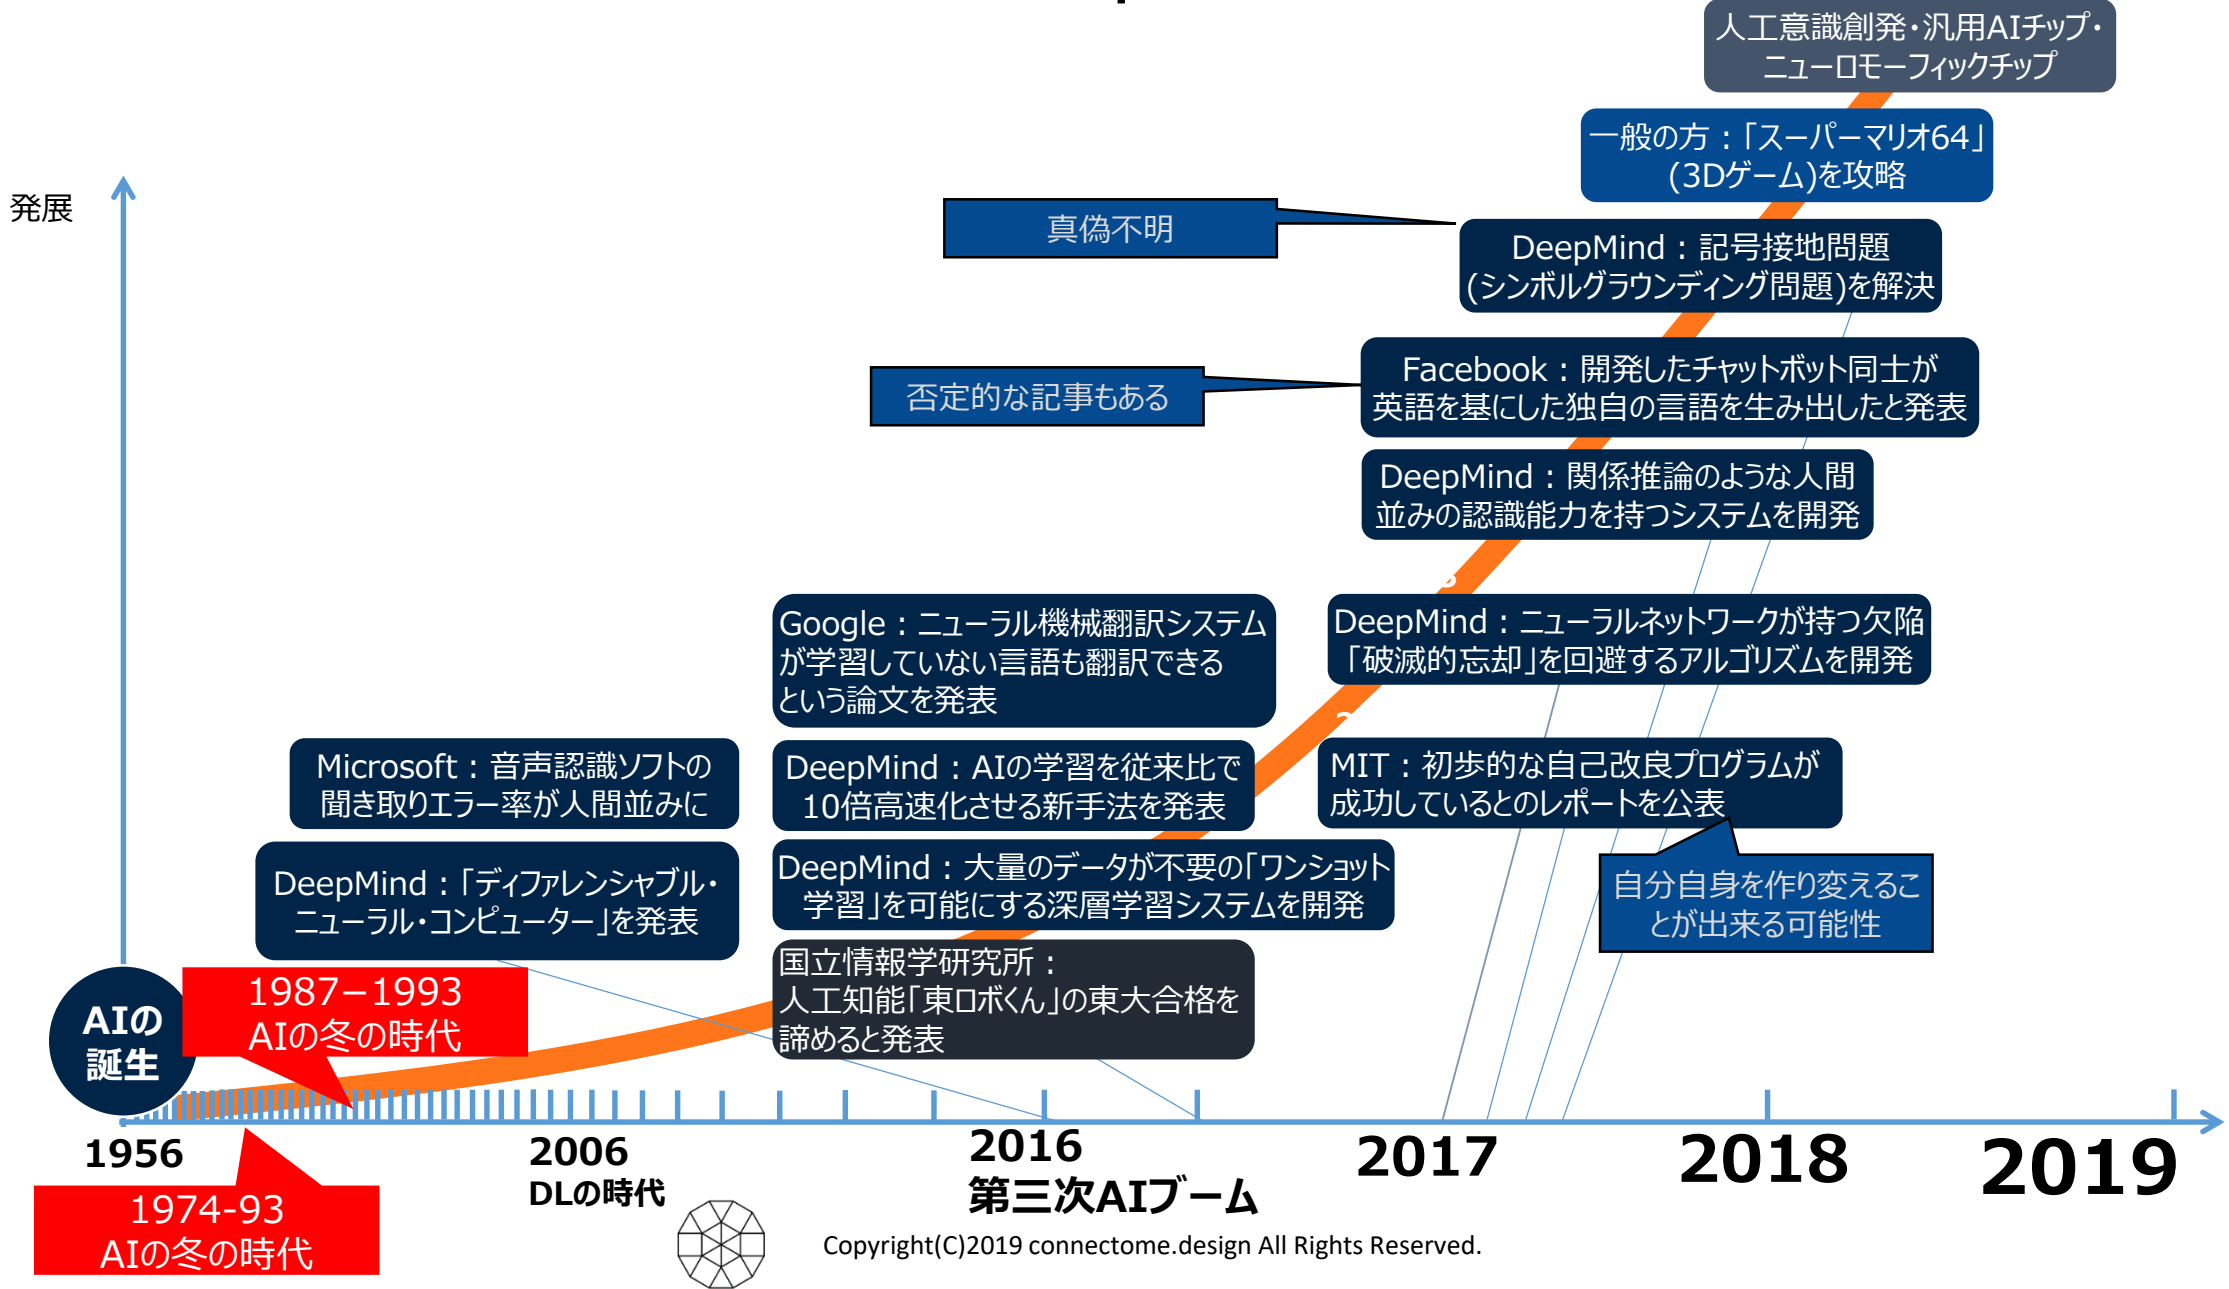 人工意識創発・汎用AIチップ・
ニューロモーフィックチップ
一般の方：「スーパーマリオ64」
(3Dゲーム)を攻略
発展
真偽不明
DeepMind：記号接地問題
(シンボルグラウンディング問題)を解決
否定的な記事もある
Facebook：開発したチャットボット同士が
英語を基にした独自の言語を生み出したと発表
DeepMind：関係推論のような人間
並みの認識能力を持つシステムを開発
Google：ニューラル機械翻訳システム
が学習していない言語も翻訳できる
という論文を発表
DeepMind：ニューラルネットワークが持つ欠陥
「破滅的忘却」を回避するアルゴリズムを開発
Microsoft：音声認識ソフトの
聞き取りエラー率が人間並みに
DeepMind：AIの学習を従来比で
10倍高速化させる新手法を発表
MIT：初歩的な自己改良プログラムが
成功しているとのレポートを公表
DeepMind：「ディファレンシャブル・
ニューラル・コンピューター」を発表
DeepMind：大量のデータが不要の「ワンショット
学習」を可能にする深層学習システムを開発
自分自身を作り変えるこ
とが出来る可能性
国立情報学研究所：
人工知能「東ロボくん」の東大合格を
諦めると発表
AIの
誕生
1987−1993
AIの冬の時代
1956
2006
DLの時代
2016
第三次AIブーム
2017
2018
2019
1974-93
AIの冬の時代
Copyright(C)2019 connectome.design All Rights Reserved.